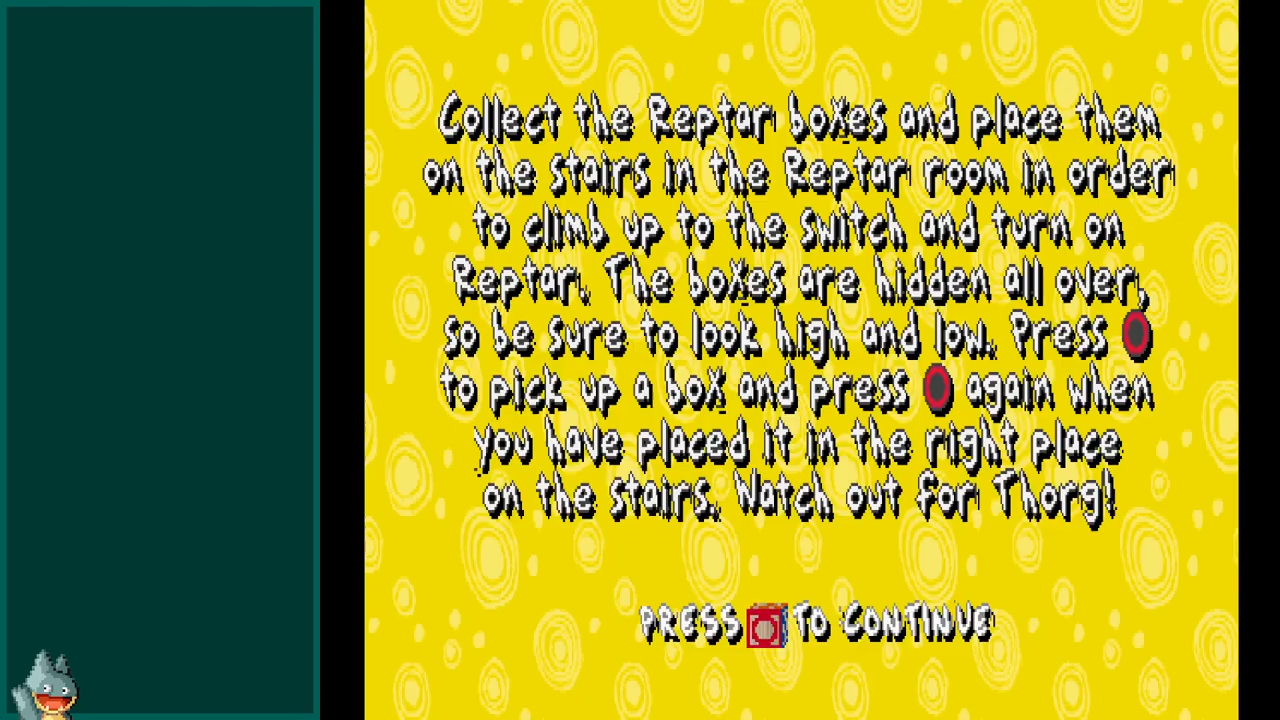 Collect the Reptar boxes and place them
on the stairs in the Reptar room in order
to climb up to the switch and turn on
Reptar. The boxes are hidden all over,
so be sure to look high and low. Press
to pick up a box and press again when
you have placed it in the right place
on the stairs. Watch out for Thorg!
PRESS TO CONTINUE